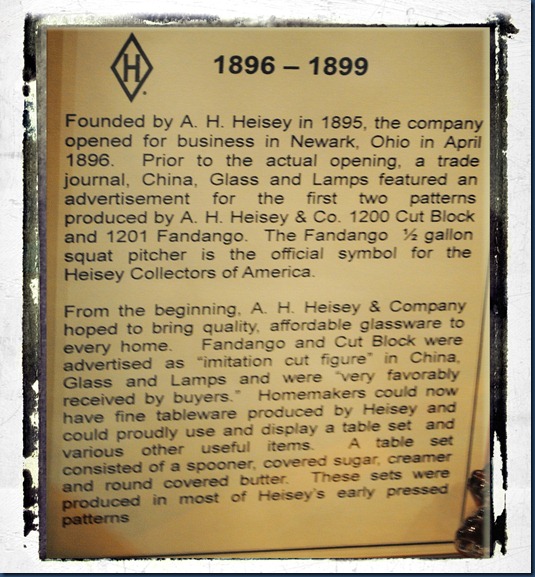 H
1896 – 1899
Founded by A. H. Heisey in 1895, the company
opened for business in Newark, Ohio in April
1896.  Prior to the actual opening, a trade
journal, China, Glass and Lamps featured an
advertisement for the first two patterns
produced by A. H. Heisey & Co. 1200 Cut Block
and 1201 Fandango.  The Fandango  ½ gallon
squat pitcher is the official symbol for the
Heisey Collectors of America.
From the beginning, A. H. Heisey & Company
hoped to bring quality, affordable glassware to
every home.  Fandango and Cut Block were
advertised as “imitation cut figure” in China,
Glass and Lamps and were “very favorably
received by buyers.”  Homemakers could now
have fine tableware produced by Heisey and
could proudly use and display a table set  and
various other useful items.  A table set
consisted of a spooner, covered sugar, creamer
and round covered butter.  These sets were
produced in most of Heisey's early pressed
patterns